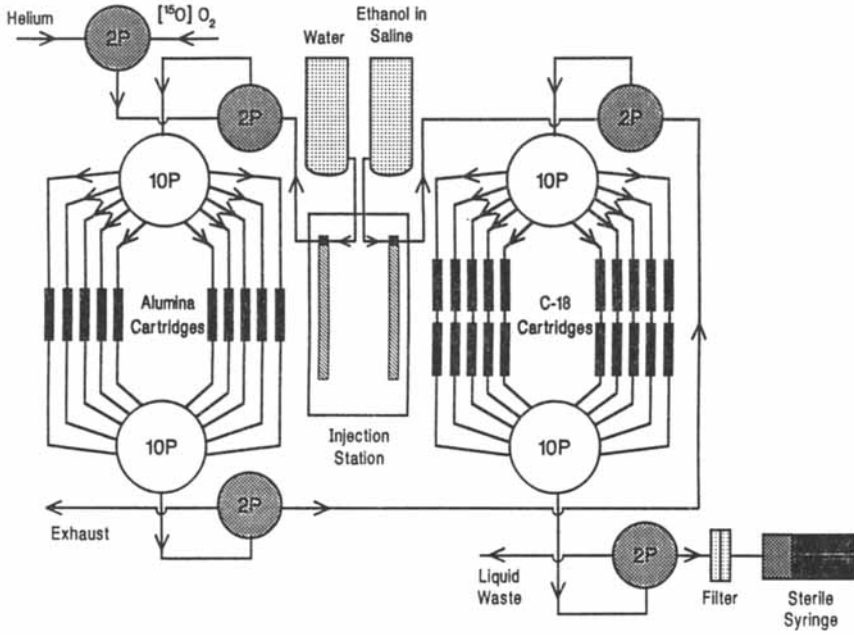 Helium
[¹⁵O] O₂
2P
Water
Ethanol in
Saline
2P
2P
10P
10P
Alumina
Cartridges
C-18
Cartridges
10P
10P
Injection
Station
2P
Exhaust
2P
Liquid
Waste
Filter
Sterile
Syringe